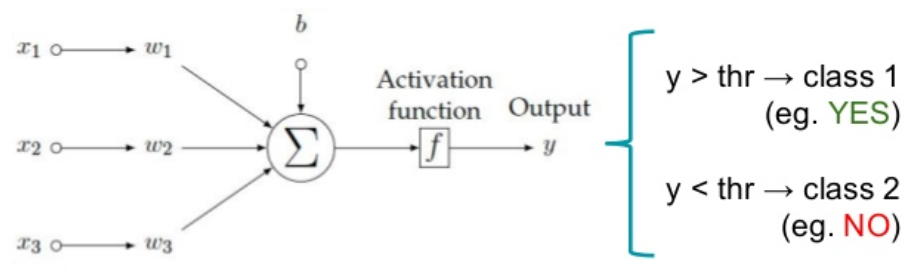 b
x1 w1
Activation
function
Output
y > thr → class 1
(eg. YES)
x2 w2
Σ
f
y
y < thr → class 2
(eg. NO)
x3 w3